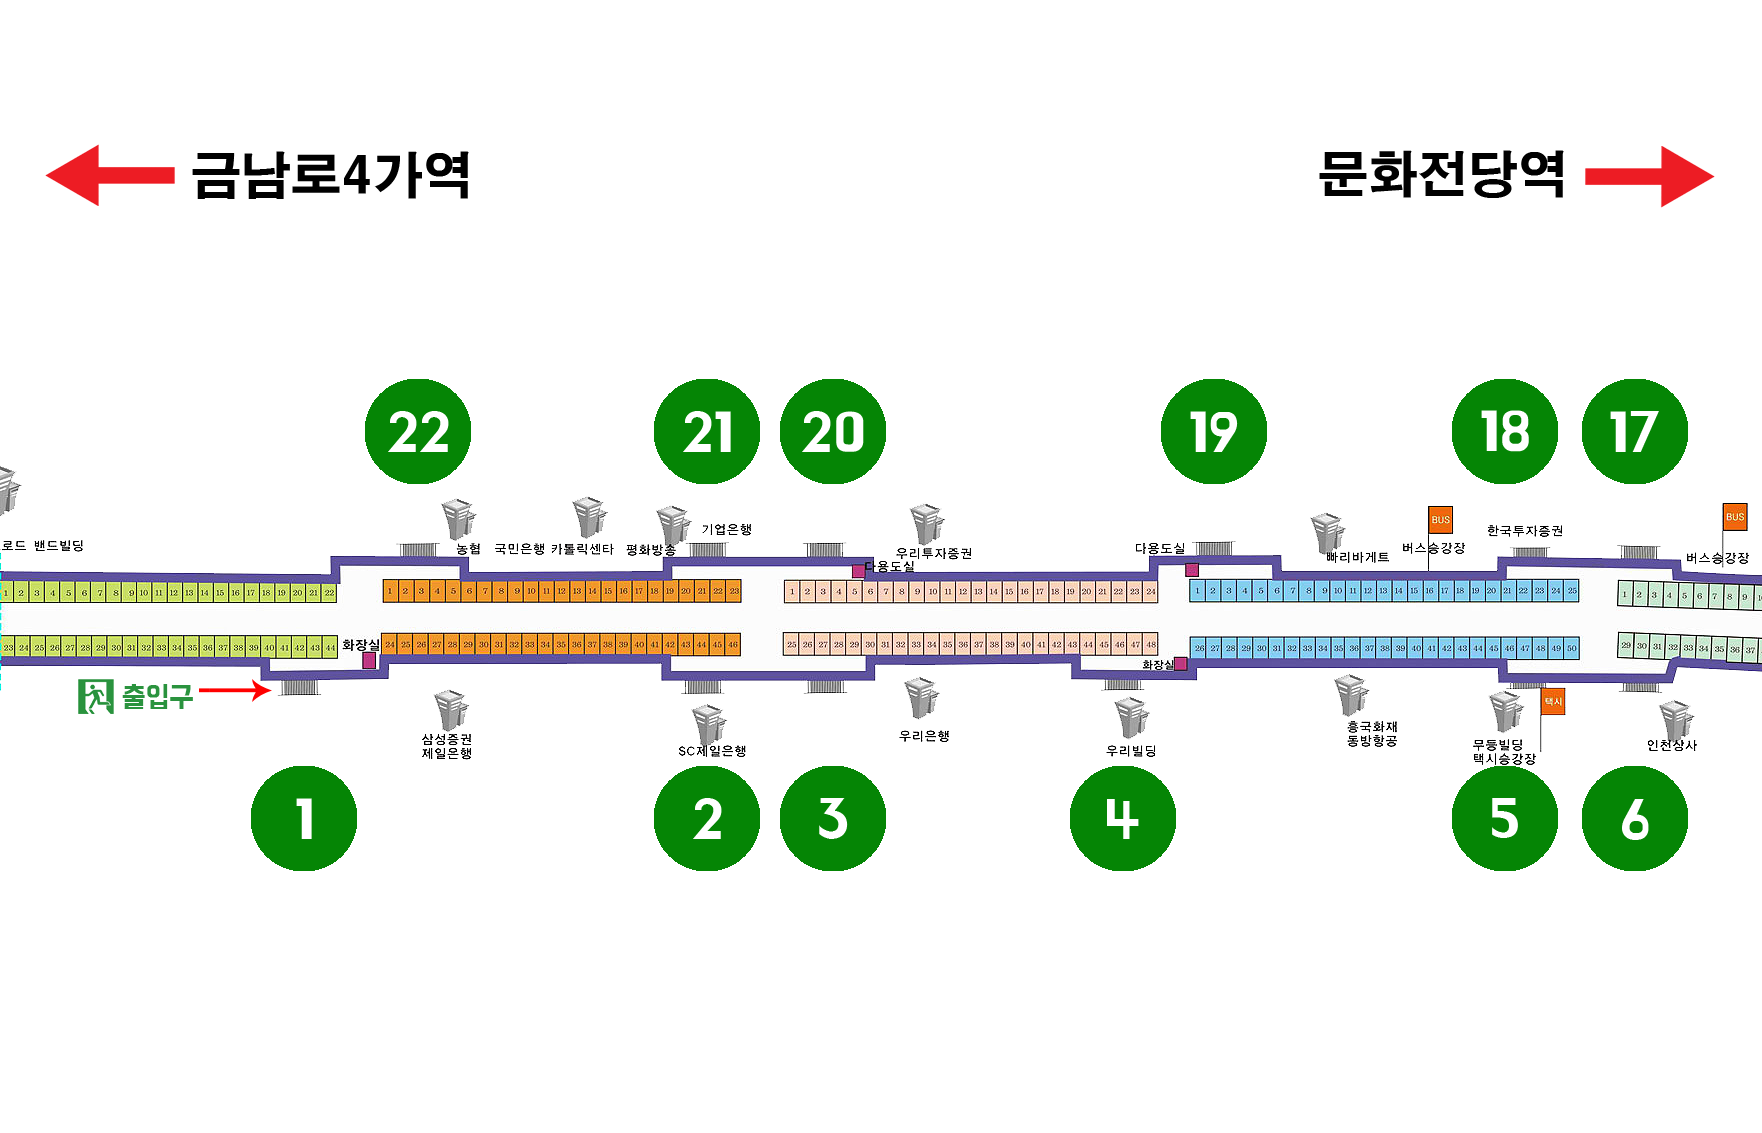 금남로4가역
문화전당역
22
21
20
19
18
17
로드 밴드빌딩
농협
국민은행 카톨릭센타
평화방송
기업은행
우리투자증권
다용도실
다용도실
빠리바게트
BUS
버스승강장
한국투자증권
BUS
버스승강장
1 2 3 4 5 6 7 8 9 10 11 12 13 14 15 16 17 18 19 20 21 22
1 2 3 4 5 6 7 8 9 10 11 12 13 14 15 16 17 18 19 20 21 22 23
1 2 3 4 5 6 7 8 9 10 11 12 13 14 15 16 17 18 19 20 21 22 23 24
1 2 3 4 5 6 7 8 9 10 11 12 13 14 15 16 17 18 19 20 21 22 23 24 25
1 2 3 4 5 6 7 8 9
23 24 25 26 27 28 29 30 31 32 33 34 35 36 37 38 39 40 41 42 43 44
24 25 26 27 28 29 30 31 32 33 34 35 36 37 38 39 40 41 42 43 44 45 46
25 26 27 28 29 30 31 32 33 34 35 36 37 38 39 40 41 42 43 44 45 46 47 48
26 27 28 29 30 31 32 33 34 35 36 37 38 39 40 41 42 43 44 45 46 47 48 49 50
29 30 31 32 33 34 35 36 37
화장실
화장실
출입구
삼성증권
제일은행
SC제일은행
우리은행
우리빌딩
흥국화재
동방항공
택시
무등빌딩
택시승강장
인천상사
1
2
3
4
5
6